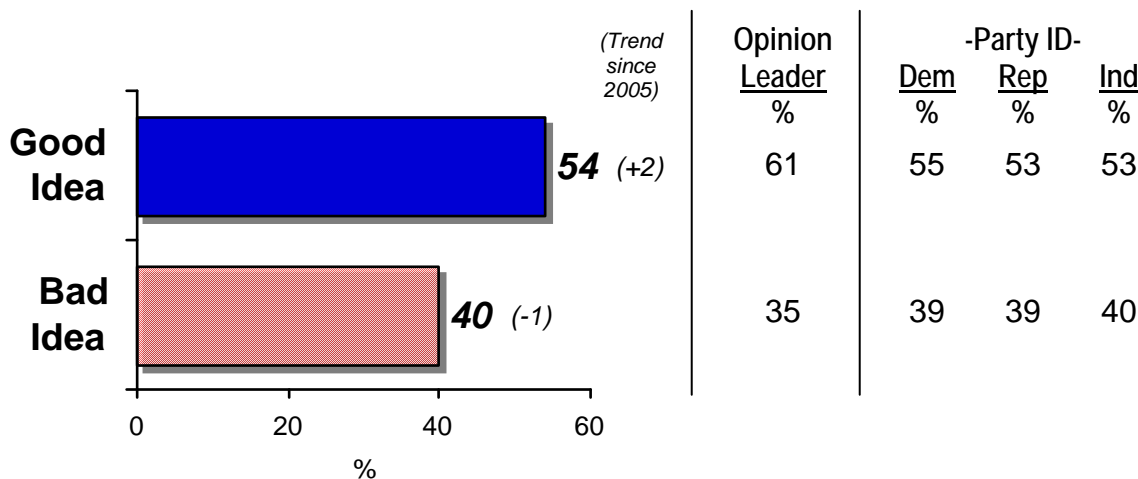 (Trend
since
2005)
Opinion
Leader
%
-Party ID-
Dem Rep Ind
% % %
Good
Idea
54 (+2)
61
55 53 53
Bad
Idea
40 (-1)
35
39 39 40
0 20 40 60
%